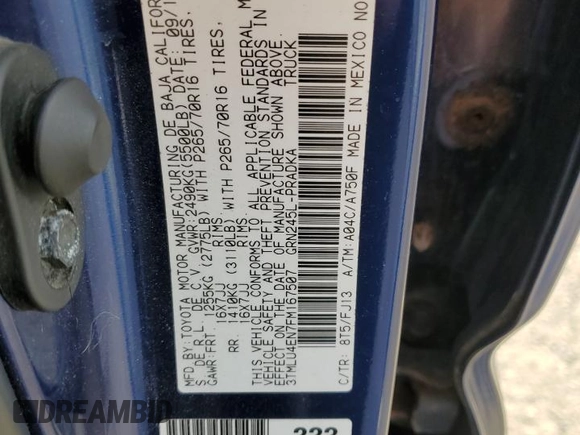 MFD BY:TOYOTA MOTOR MANUFACTURING DE BAJA CALIFOR
S DE R.L. DE C.V. GVWR:2490KG(5500LB) DATE: 09/1
GAWR:FRT. 1255KG (2775LB) WITH P265/70R16 TIRES.
16X7JJ RIMS.
RR. 1410KG (3110LB) WITH P265/70R16 TIRES,
16X7JJ RIMS.
THIS VEHICLE CONFORMS TO ALL APPLICABLE FEDERAL M
VEHICLE SAFETY AND THEFT PREVENTION STANDARDS IN
EFFECT ON THE DATE OF MANUFACTURE SHOWN ABOVE.
3TMLU4EN7FM167507 GRN245L-PRADKA TRUCK
C/TR: 8T5/FJ13 A/TM:A04C/A750F MADE IN MEXICO NO
DREAMBID